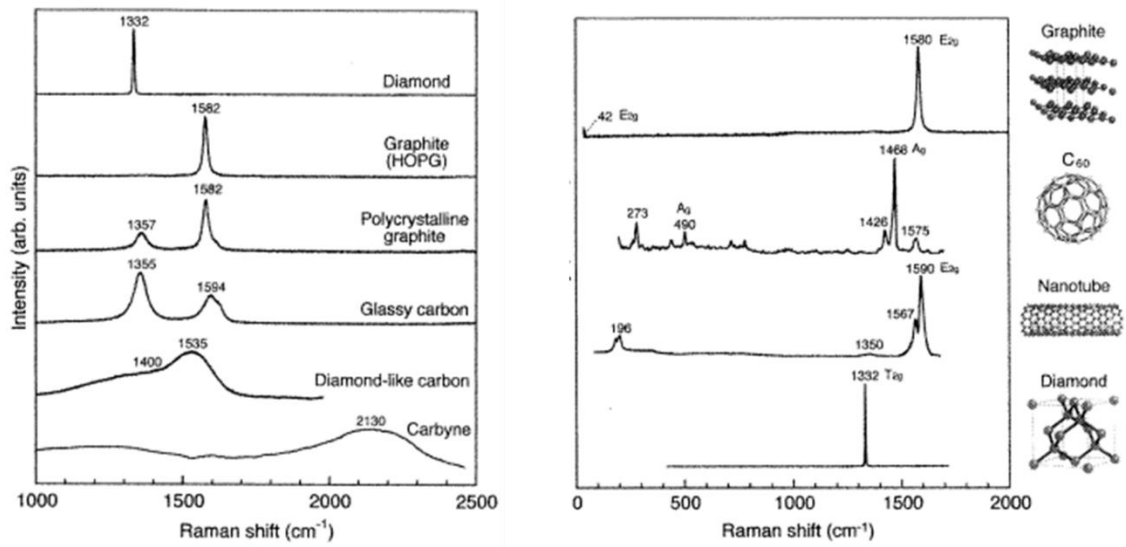 1332
Diamond
1582
Graphite
(HOPG)
1582
1357
Polycrystalline
graphite
1355
1594
Glassy carbon
1535
1400
Diamond-like carbon
2130
Carbyne
Intensity (arb. units)
1000 1500 2000 2500
Raman shift (cm⁻¹)
1580 E2g
42 E2g
1468 Ag
273
Ag
490
1426
1575
1590 E2g
1567
196
1350
1332 T2g
0 500 1000 1500 2000
Raman shift (cm⁻¹)
Graphite
C60
Nanotube
Diamond